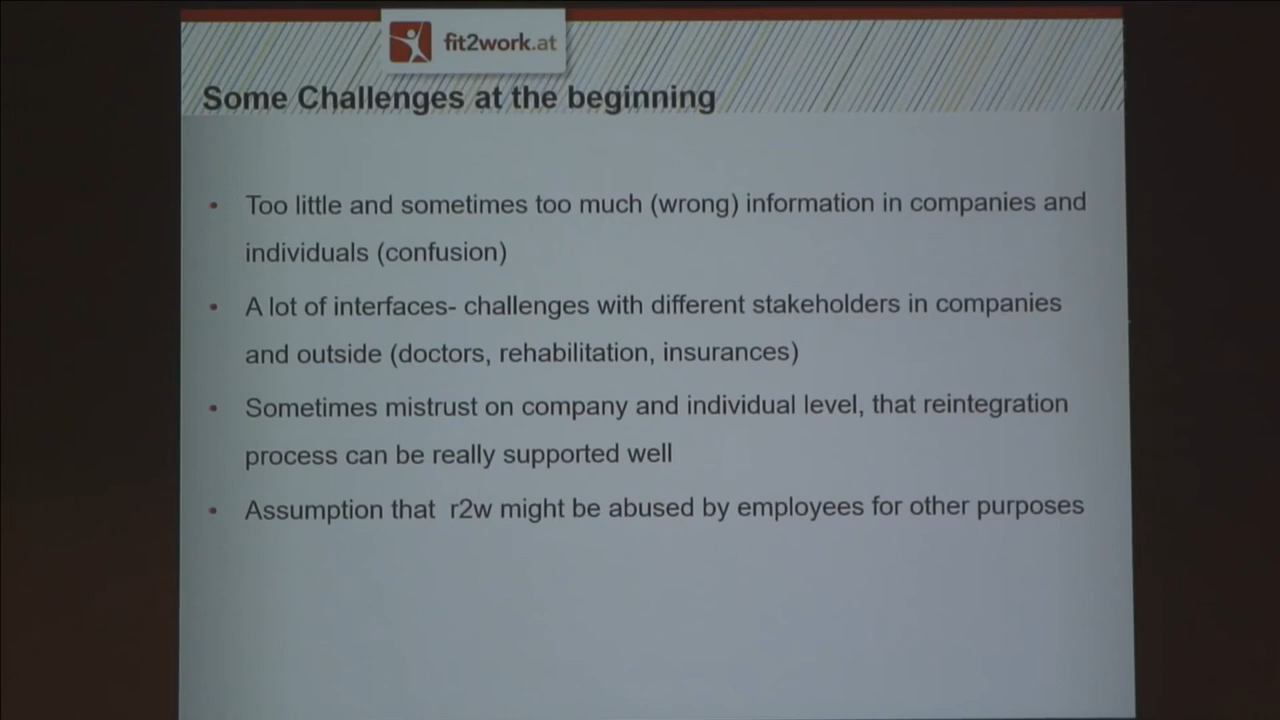 fit2work.at
Some Challenges at the beginning
• Too little and sometimes too much (wrong) information in companies and
individuals (confusion)
• A lot of interfaces- challenges with different stakeholders in companies
and outside (doctors, rehabilitation, insurances)
• Sometimes mistrust on company and individual level, that reintegration
process can be really supported well
• Assumption that r2w might be abused by employees for other purposes